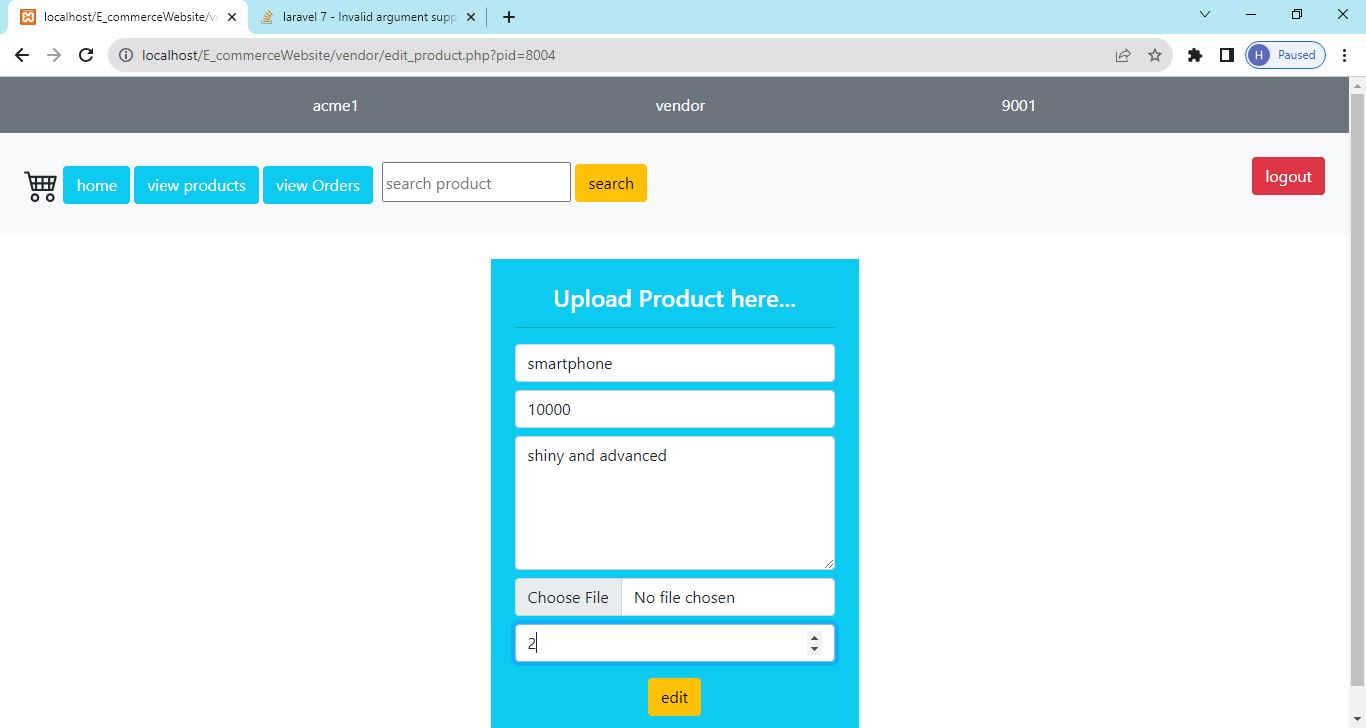 localhost/E_commerceWebsite/ve
laravel 7 - Invalid argument supp
localhost/E_commerceWebsite/vendor/edit_product.php?pid=8004
H Paused
acme1 vendor 9001
home view products view Orders search product search logout
Upload Product here...
smartphone
10000
shiny and advanced
Choose File No file chosen
2
edit